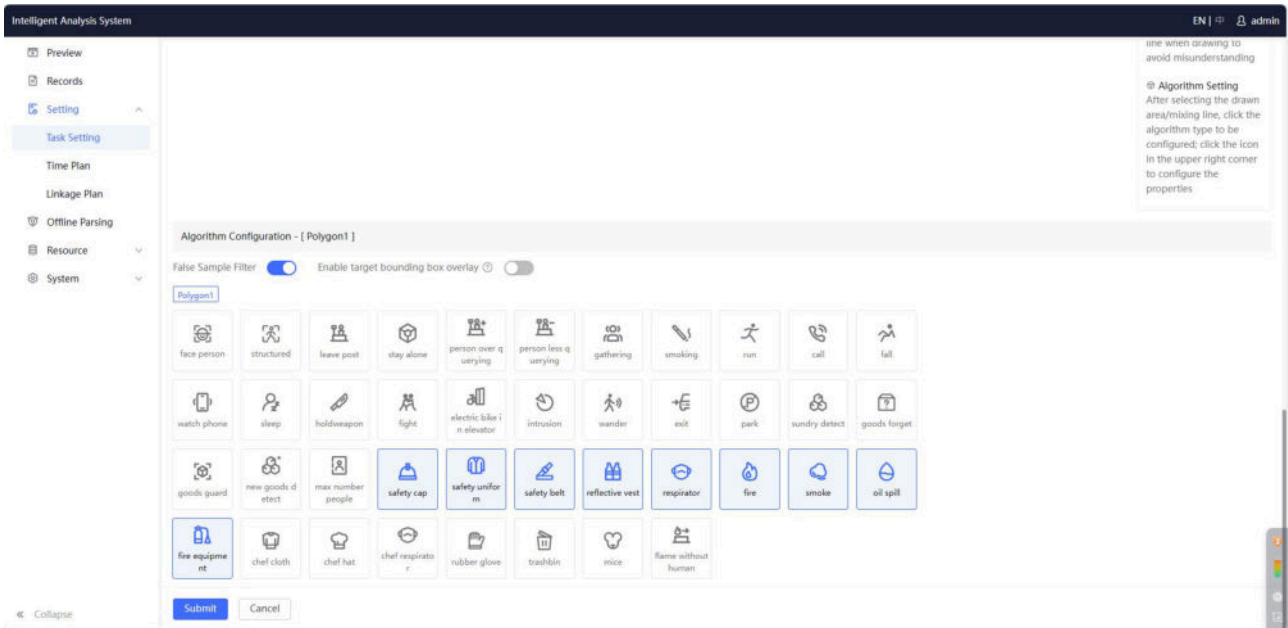 Intelligent Analysis System
EN | 中 admin
Preview
Records
Setting
Task Setting
Time Plan
Linkage Plan
Offline Parsing
Resource
System
Collapse
line when drawing to
avoid misunderstanding
Algorithm Setting
After selecting the drawn
area/mixing line, click the
algorithm type to be
configured; click the icon
in the upper right corner
to configure the
properties
Algorithm Configuration - [ Polygon1 ]
False Sample Filter
Enable target bounding box overlay
Polygon1
face person
structured
leave post
stay alone
person over q
uerying
person less q
uerying
gathering
smoking
run
call
fall
watch phone
sleep
holdweapon
fight
electric bike i
n elevator
intrusion
wander
exit
park
sundry detect
goods forget
goods guard
new goods d
etect
max number
people
safety cap
safety unifor
m
safety belt
reflective vest
respirator
fire
smoke
oil spill
fire equipme
nt
chef cloth
chef hat
chef respirato
r
rubber glove
trashbin
mice
flame without
human
Submit
Cancel